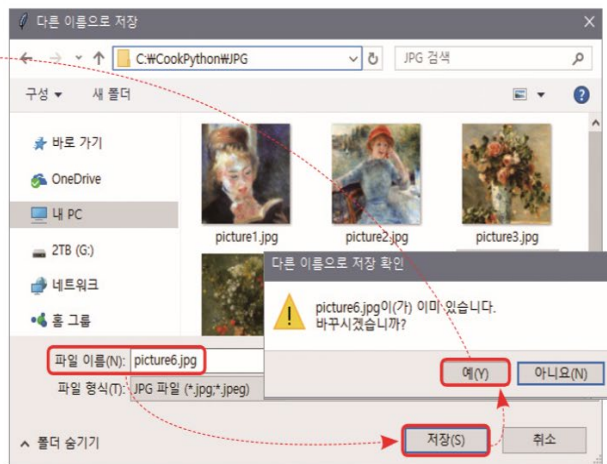 다른 이름으로 저장
C:₩CookPython₩JPG
JPG 검색
구성
새 폴더
바로 가기
OneDrive
내 PC
2TB (G:)
네트워크
홈 그룹
picture1.jpg
picture2.jpg
picture3.jpg
다른 이름으로 저장 확인
picture6.jpg이(가) 이미 있습니다.
바꾸시겠습니까?
예(Y)
아니요(N)
파일 이름(N):
picture6.jpg
파일 형식(T):
JPG 파일 (*.jpg;*.jpeg)
폴더 숨기기
저장(S)
취소